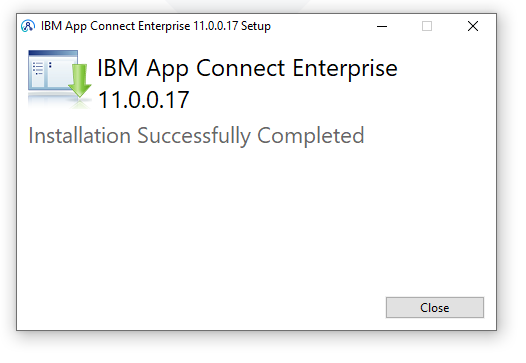 IBM App Connect Enterprise 11.0.0.17 Setup
IBM App Connect Enterprise
11.0.0.17
Installation Successfully Completed
Close